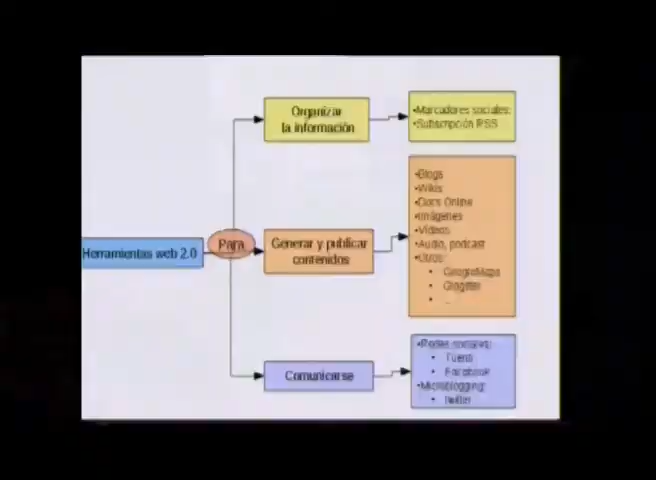 Organizar
la información
•Marcadores sociales:
•Subscripción RSS
•Blogs
•Wikis
•Docs Online
•Imágenes
•Vídeos
•Audio, podcast
•Otros:
• GoogleMaps
• Glogster
• ...
Herramientas web 2.0
Para
Generar y publicar
contenidos
•Redes sociales:
• Tuenti
• Facebook
•Microblogging:
• Twitter
Comunicarse